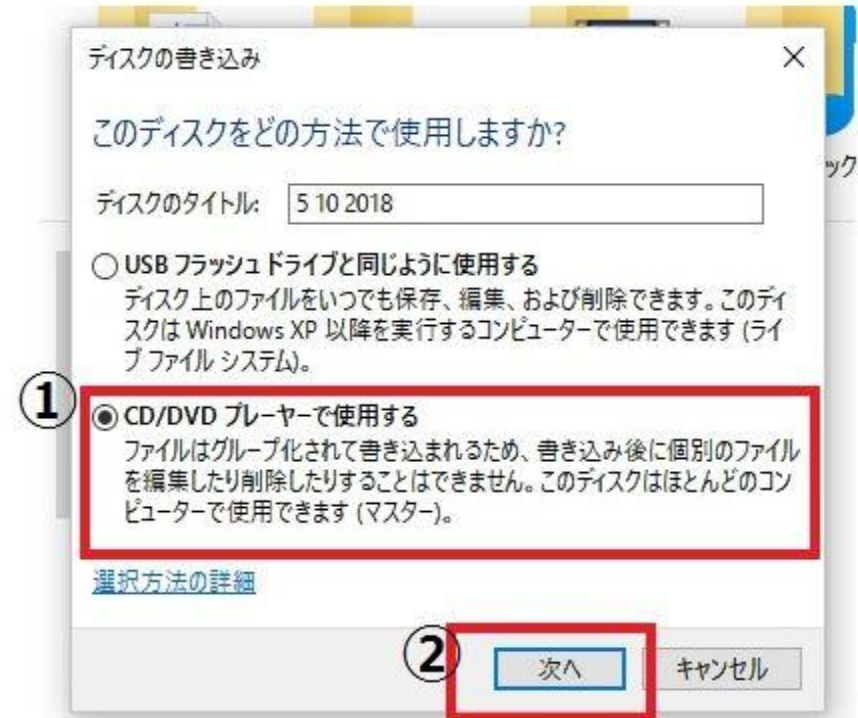 ディスクの書き込み
このディスクをどの方法で使用しますか?
ック
ディスクのタイトル: 5 10 2018
USB フラッシュ ドライブと同じように使用する
ディスク上のファイルをいつでも保存、編集、および削除できます。このディ
スクは Windows XP 以降を実行するコンピューターで使用できます (ライ
ブ ファイル システム)。
①
CD/DVD プレーヤーで使用する
ファイルはグループ化されて書き込まれるため、書き込み後に個別のファイル
を編集したり削除したりすることはできません。このディスクはほとんどのコン
ピューターで使用できます (マスター)。
選択方法の詳細
② 次へ キャンセル